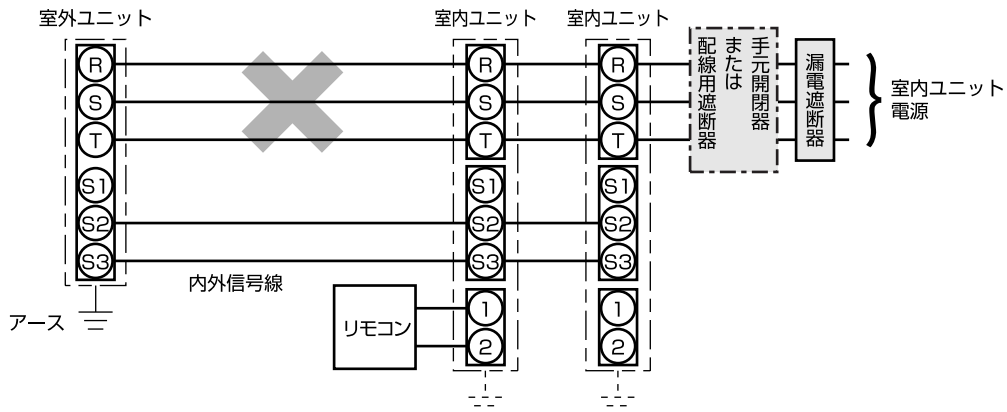 室外ユニット
室内ユニット
室内ユニット
R
S
T
S1
S2
S3
R
S
T
S1
S2
S3
1
2
R
S
T
S1
S2
S3
1
2
手元開閉器
または
配線用遮断器
漏電遮断器
室内ユニット
電源
内外信号線
リモコン
アース